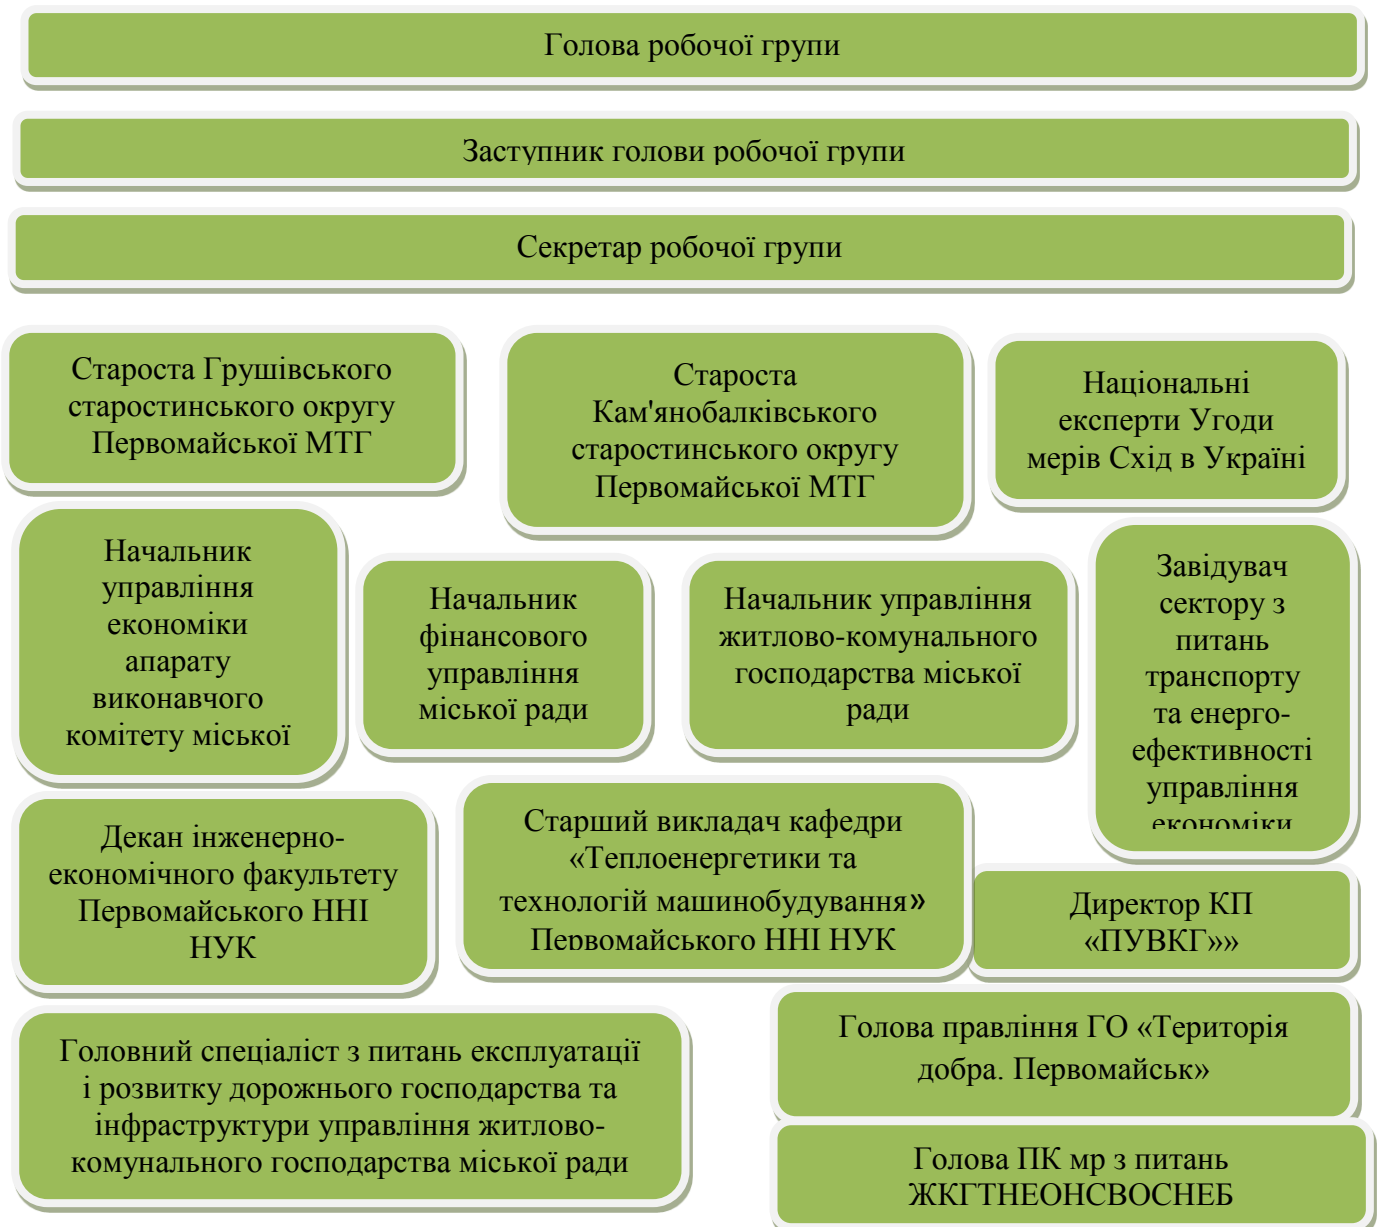 Голова робочої групи
Заступник голови робочої групи
Секретар робочої групи
Староста Грушівського
старостинського округу
Первомайської МТГ
Староста
Кам'янобалківського
старостинського округу
Первомайської МТГ
Національні
експерти Угоди
мерів Схід в Україні
Начальник
управління
економіки
апарату
виконавчого
комітету міської
Начальник
фінансового
управління
міської ради
Начальник управління
житлово-комунального
господарства міської
ради
Завідувач
сектору з
питань
транспорту
та енерго-
ефективності
управління
економіки
Декан інженерно-
економічного факультету
Первомайського ННІ
НУК
Старший викладач кафедри
«Теплоенергетики та
технологій машинобудування»
Первомайського ННІ НУК
Директор КП
«ПУВКГ»»
Головний спеціаліст з питань експлуатації
і розвитку дорожнього господарства та
інфраструктури управління житлово-
комунального господарства міської ради
Голова правління ГО «Територія
добра. Первомайськ»
Голова ПК мр з питань
ЖКГТНЕОНСВОСНЕБ